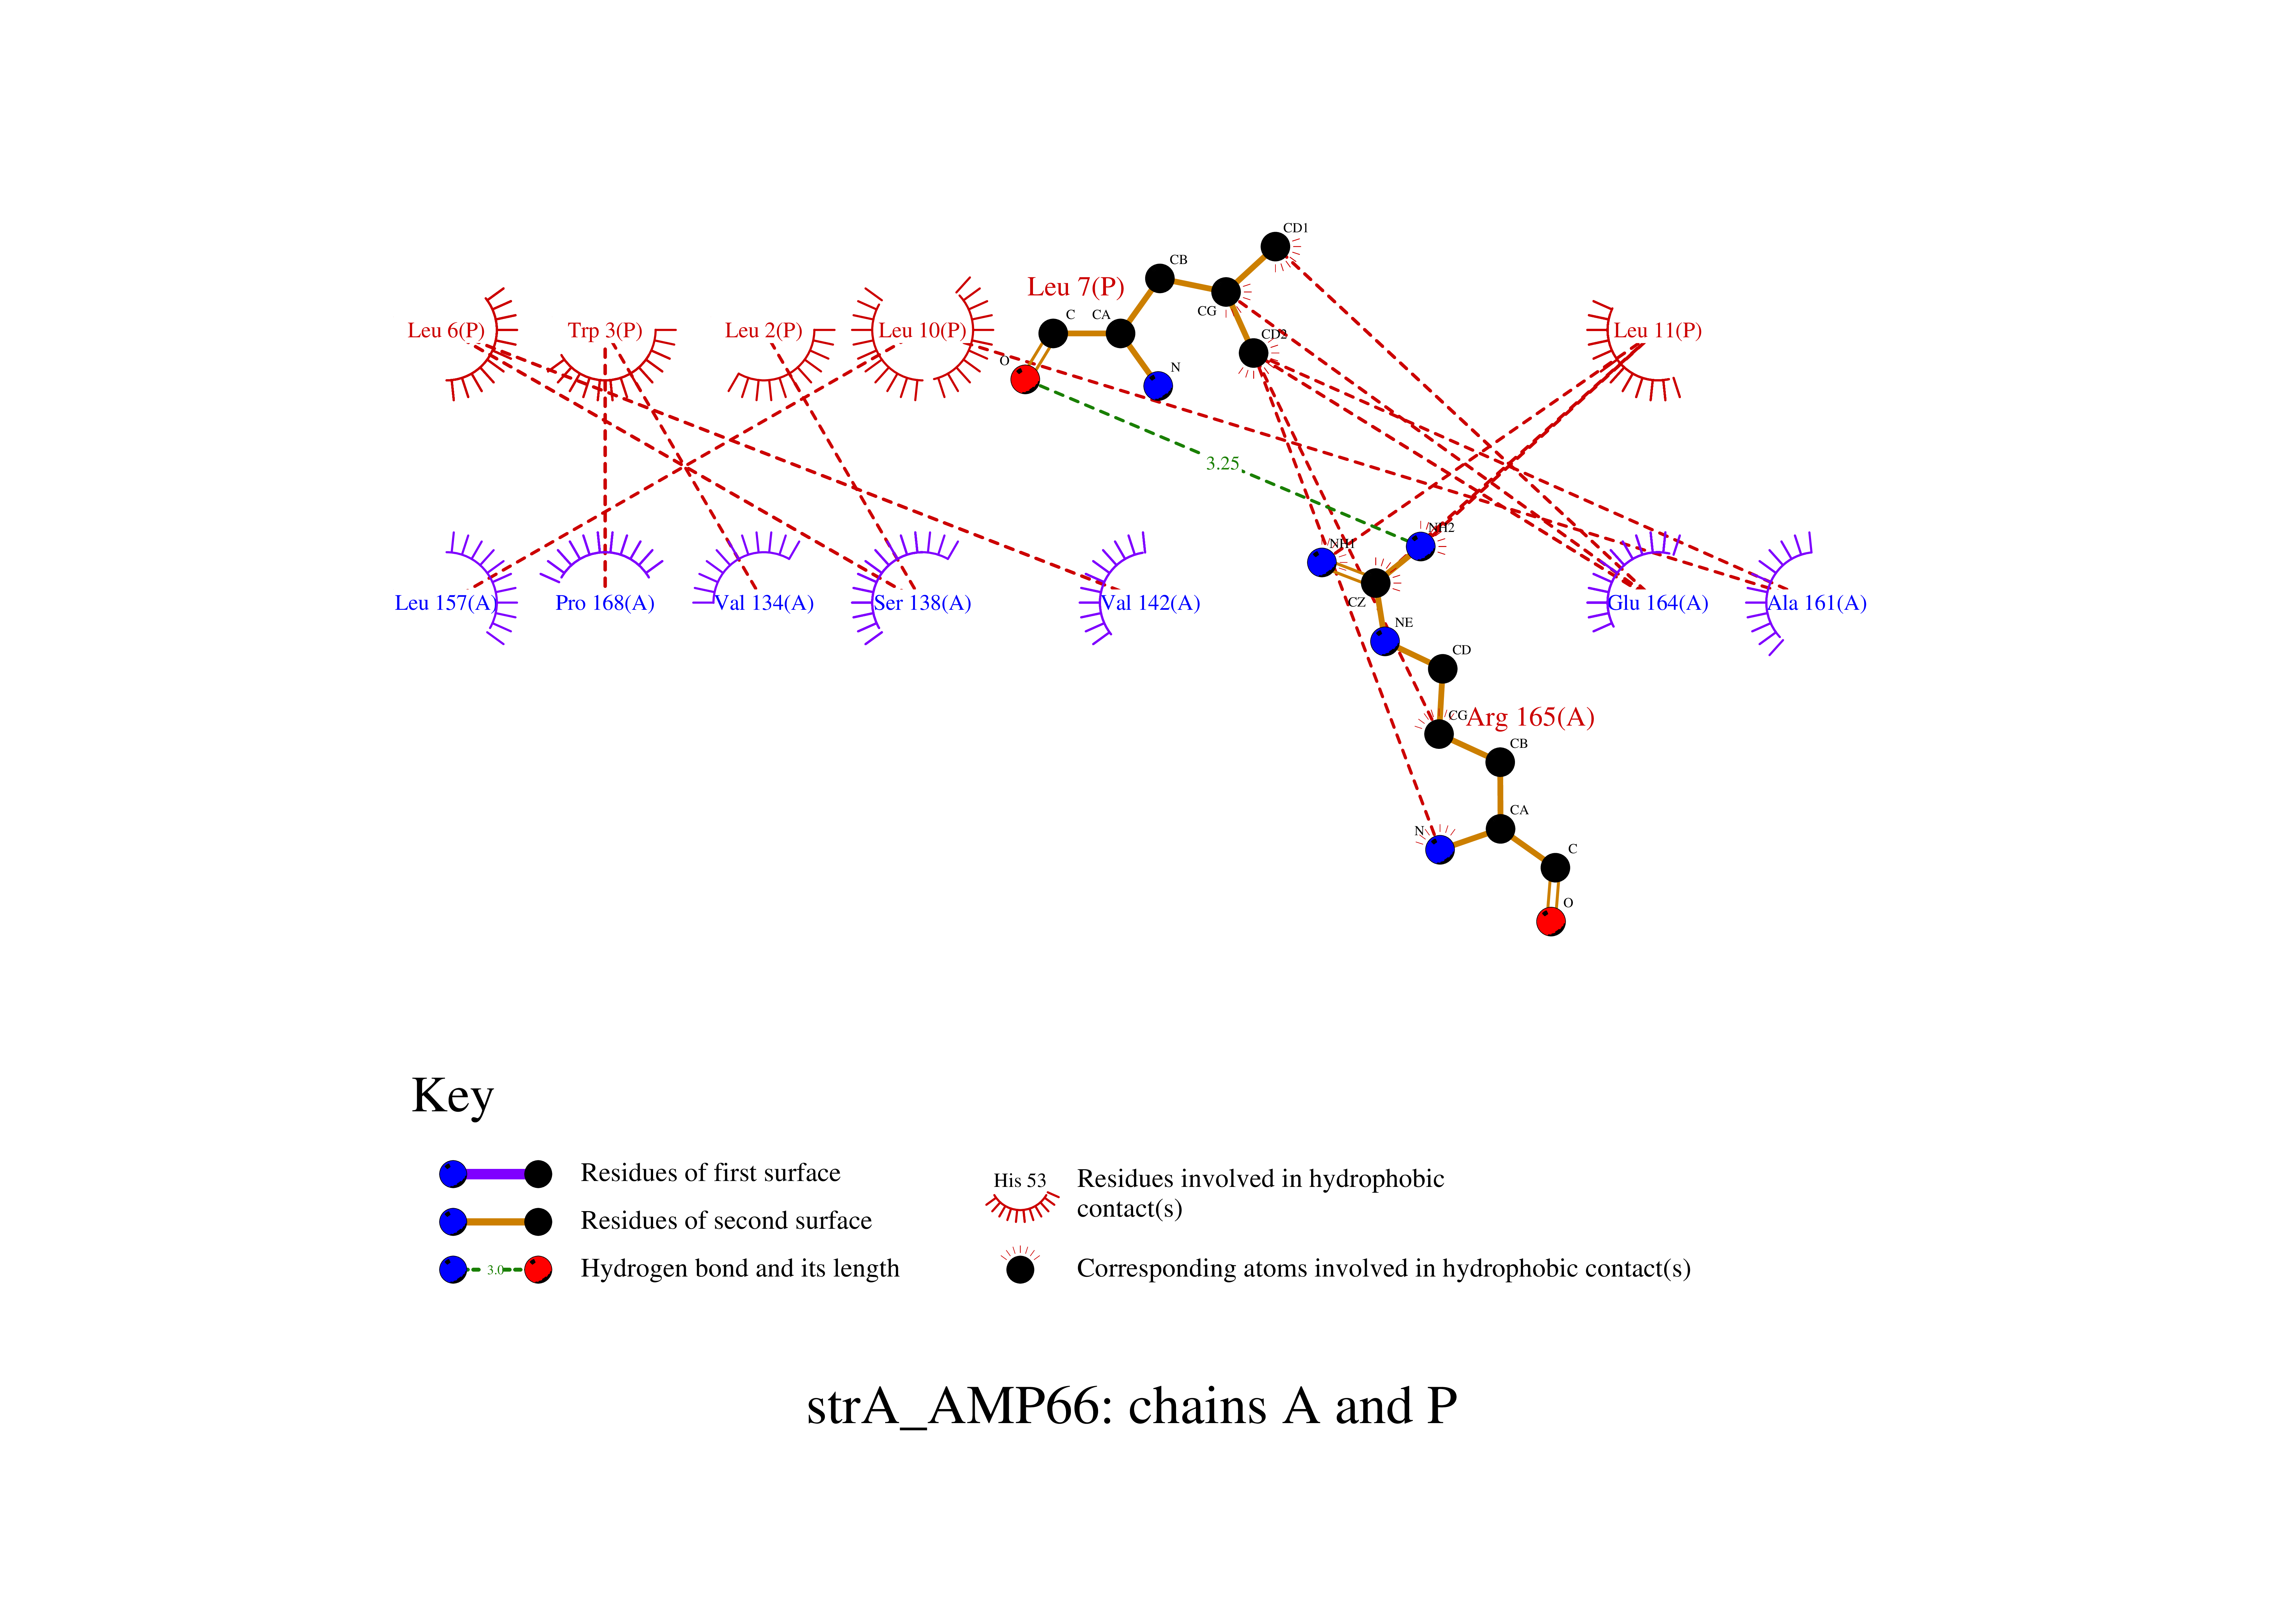 CD1
CB
Leu 7(P)
CG
C
CA
CD2
O
N
Leu 6(P)
Trp 3(P)
Leu 2(P)
Leu 10(P)
Leu 11(P)
3.25
NH2
NH1
CZ
Leu 157(A)
Pro 168(A)
Val 134(A)
Ser 138(A)
Val 142(A)
Glu 164(A)
Ala 161(A)
NE
CD
CG
Arg 165(A)
CB
CA
N
C
O
Key
Residues of first surface
Residues of second surface
3.0
Hydrogen bond and its length
His 53
Residues involved in hydrophobic
contact(s)
Corresponding atoms involved in hydrophobic contact(s)
strA_AMP66: chains A and P